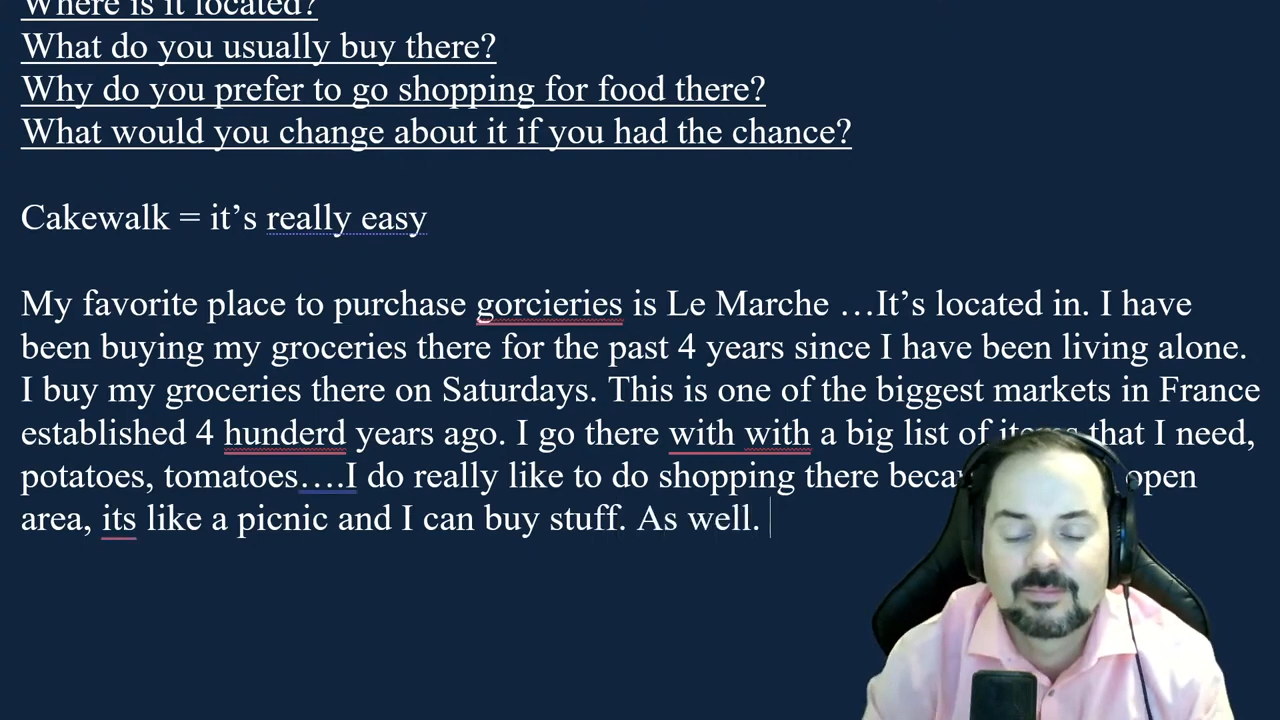 Where is it located?
What do you usually buy there?
Why do you prefer to go shopping for food there?
What would you change about it if you had the chance?
Cakewalk = it’s really easy
My favorite place to purchase gorcieries is Le Marche …It’s located in. I have
been buying my groceries there for the past 4 years since I have been living alone.
I buy my groceries there on Saturdays. This is one of the biggest markets in France
established 4 hunderd years ago. I go there with with a big list of items that I need,
potatoes, tomatoes….I do really like to do shopping there open
area, its like a picnic and I can buy stuff. As well.